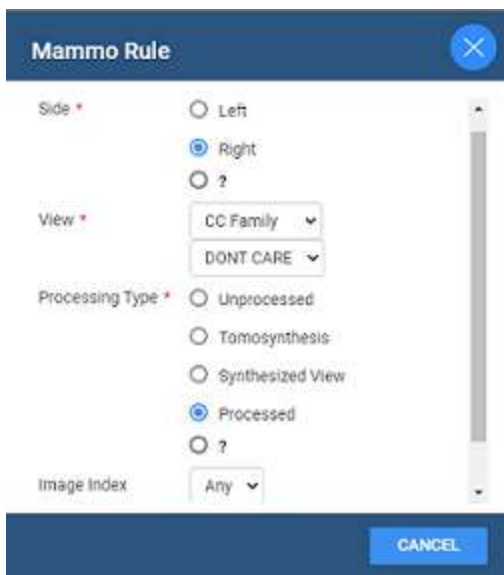 Mammo Rule
Side * Left
Right
?
View * CC Family
DONT CARE
Processing Type * Unprocessed
Tomosynthesis
Synthesized View
Processed
?
Image Index Any
CANCEL